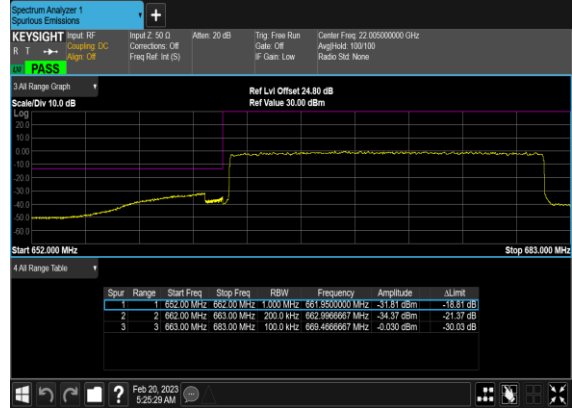 Spectrum Analyzer 1
Spurious Emissions
+
KEYSIGHT Input: RF Input Z: 50 Ω Atten: 20 dB Trig: Free Run Center Freq: 22.005000000 GHz
R T Coupling: DC Corrections: Off Gate: Off Avg|Hold: 100/100
Align: Off Freq Ref: Int (S) IF Gain: Low Radio Std: None
LXI PASS
3 All Range Graph
Ref Lvl Offset 24.80 dB
Scale/Div 10.0 dB Ref Value 30.00 dBm
Log
20.0
10.0
0.00
-10.0
-20.0
-30.0
-40.0
-50.0
-60.0
Start 652.000 MHz Stop 683.000 MHz
4 All Range Table
Spur Range Start Freq Stop Freq RBW Frequency Amplitude ΔLimit
1 1 652.00 MHz 662.00 MHz 1.000 MHz 661.9500000 MHz -31.81 dBm -18.81 dB
2 2 662.00 MHz 663.00 MHz 200.0 kHz 662.9966667 MHz -34.37 dBm -21.37 dB
3 3 663.00 MHz 683.00 MHz 100.0 kHz 669.4666667 MHz -0.030 dBm -30.03 dB
? Feb 20, 2023
5:25:29 AM